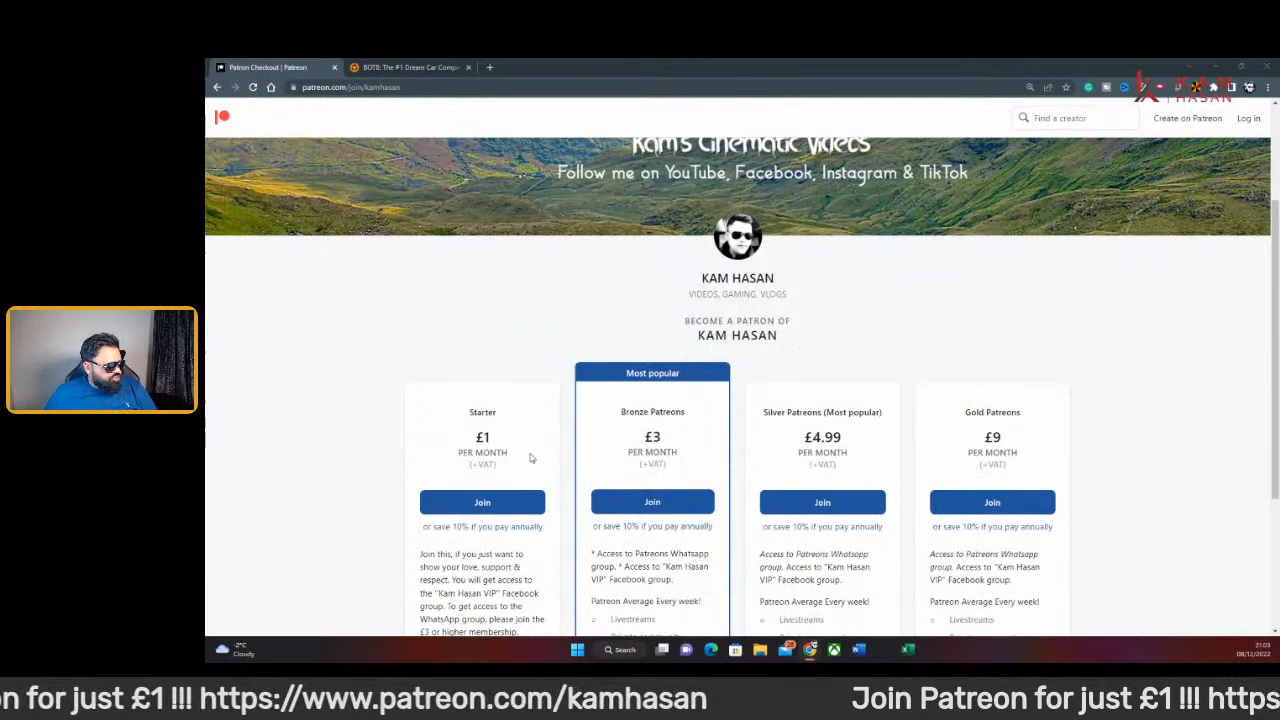 Patron Checkout | Patreon
BOTB: The #1 Dream Car Comp
patreon.com/join/kamhasan
KAM
HASAN
Find a creator
Create on Patreon
Log in
Kam's Cinematic Videos
Follow me on YouTube, Facebook, Instagram & TikTok
KAM HASAN
VIDEOS, GAMING, VLOGS
BECOME A PATRON OF
KAM HASAN
Starter
£1
PER MONTH
(+VAT)
Join
or save 10% if you pay annually
Join this, if you just want to
show your love, support &
respect. You will get access to
the "Kam Hasan VIP" Facebook
group. To get access to the
WhatsApp group, please join the
£3 or higher membership.
Most popular
Bronze Patreons
£3
PER MONTH
(+VAT)
Join
or save 10% if you pay annually
* Access to Patreons Whatsapp
group. * Access to "Kam Hasan
VIP" Facebook group.
Patreon Average Every week!
Livestreams
Silver Patreons (Most popular)
£4.99
PER MONTH
(+VAT)
Join
or save 10% if you pay annually
Access to Patreons Whatsapp
group. Access to "Kam Hasan
VIP" Facebook group.
Patreon Average Every week!
Livestreams
Gold Patreons
£9
PER MONTH
(+VAT)
Join
or save 10% if you pay annually
Access to Patreons Whatsapp
group. Access to "Kam Hasan
VIP" Facebook group.
Patreon Average Every week!
Livestreams
-2°C
Cloudy
Search
21:03
08/12/2022
on for just £1 !!! https://www.patreon.com/kamhasan
Join Patreon for just £1 !!! https